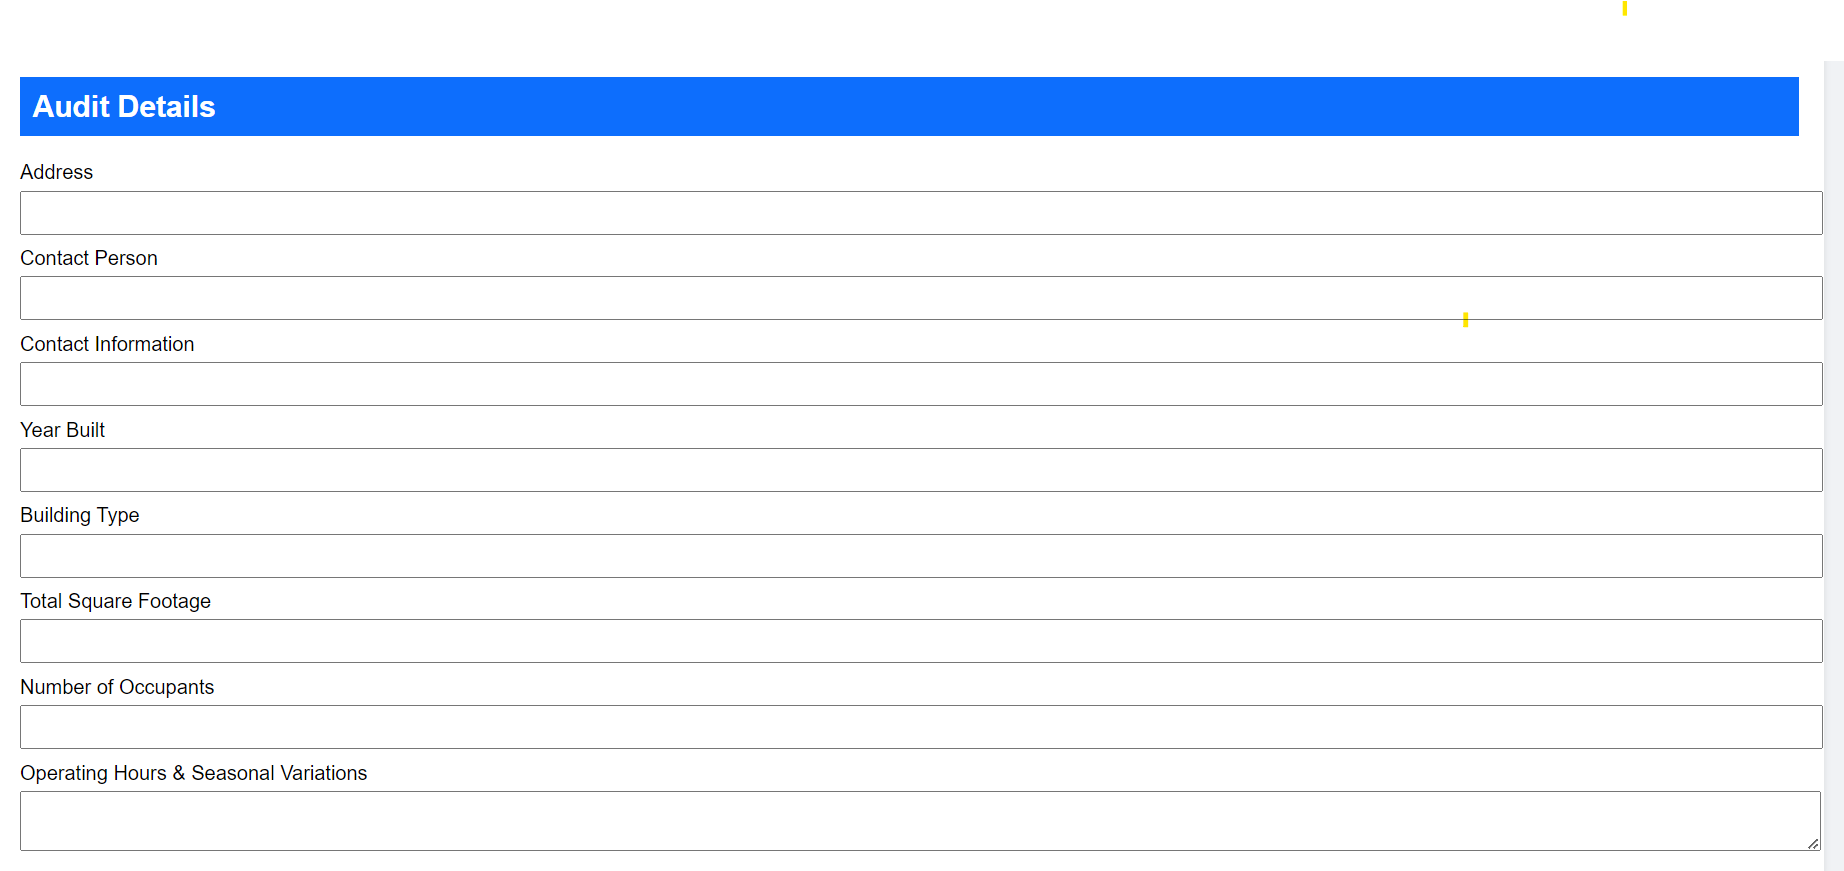 Audit Details
Address
Contact Person
Contact Information
Year Built
Building Type
Total Square Footage
Number of Occupants
Operating Hours & Seasonal Variations